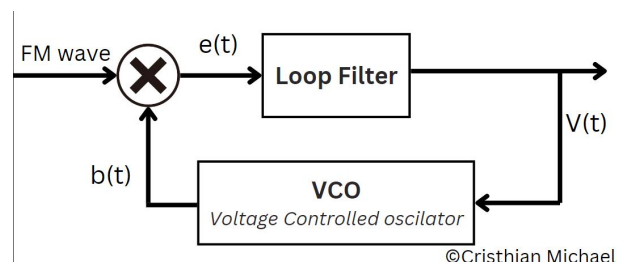 FM wave
e(t)
Loop Filter
V(t)
b(t)
VCO
Voltage Controlled oscilator
©Cristhian Michael